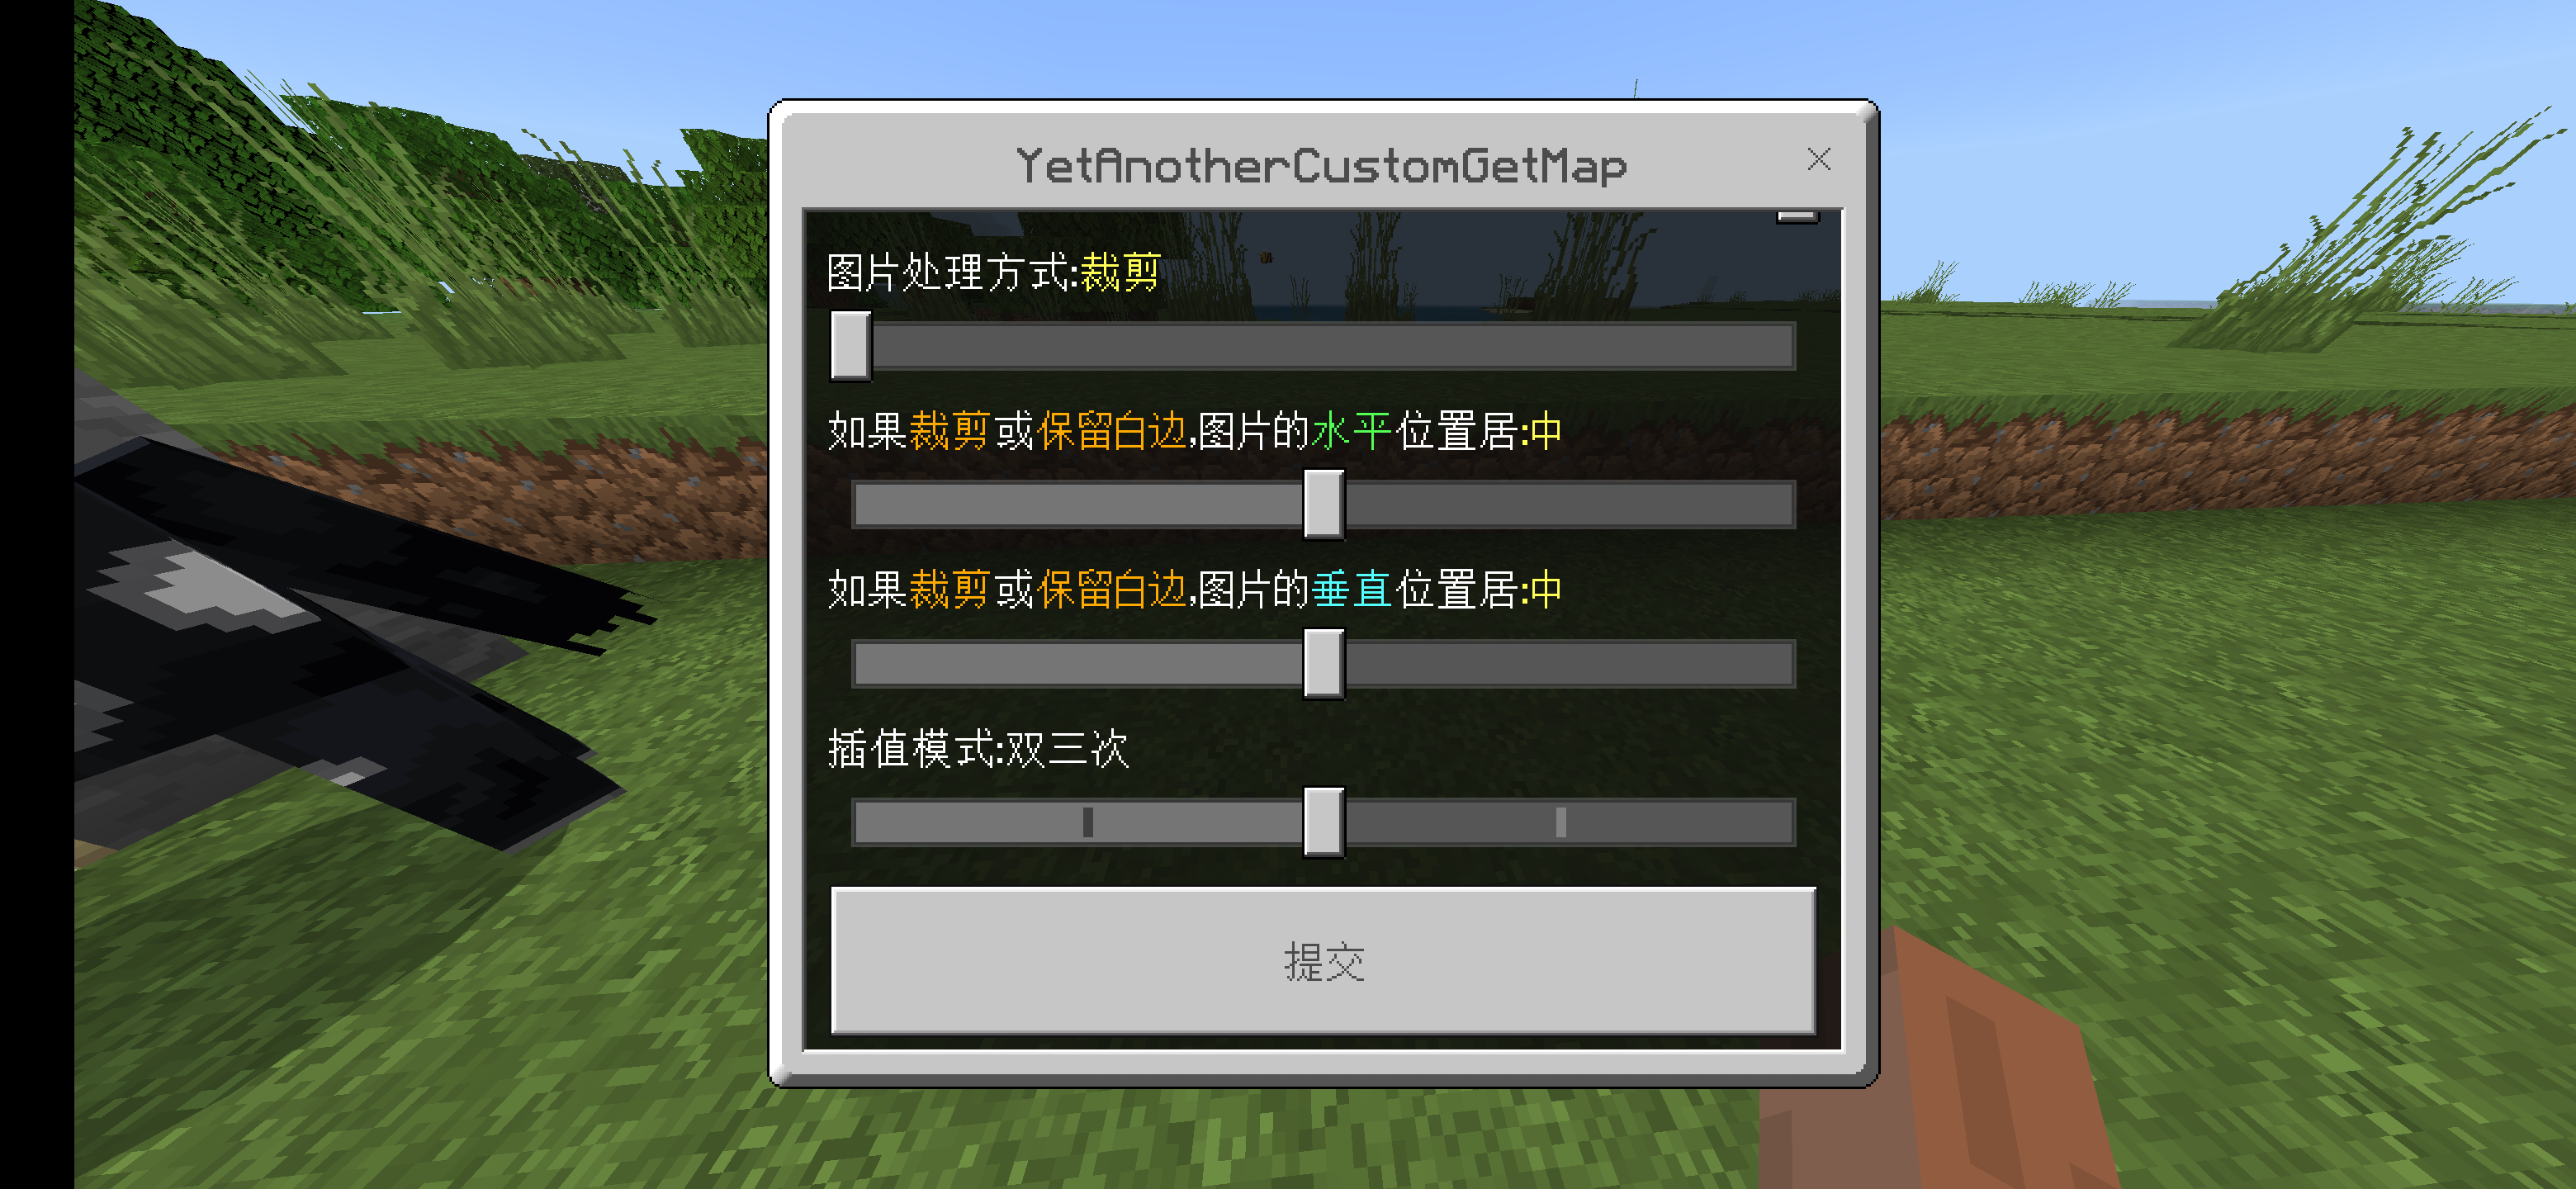 YetAnotherCustomGetMap
图片处理方式:裁剪
如果裁剪或保留白边,图片的水平位置居:中
如果裁剪或保留白边,图片的垂直位置居:中
插值模式:双三次
提交